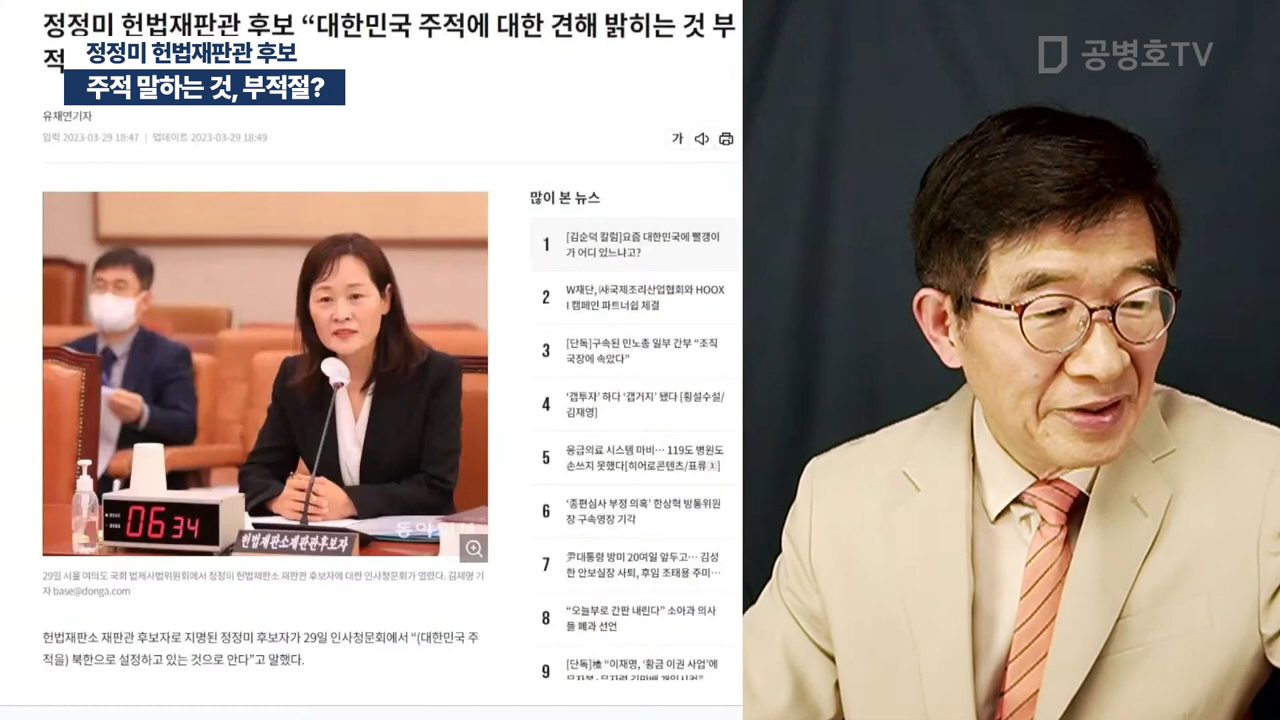 정정미 헌법재판관 후보 “대한민국 주적에 대한 견해 밝히는 것 부
적
정정미 헌법재판관 후보
주적 말하는 것, 부적절?
공병호TV
유채연기자
입력 2023-03-29 18:47 | 업데이트 2023-03-29 18:49
가
많이 본 뉴스
1 [김순덕 칼럼]요즘 대한민국에 빨갱이
가 어디 있느냐고?
2 W재단, 난국제조리산업협회와 HOOX
I 캠페인 파트너쉽 체결
3 [단독]구속된 민노총 일부 간부 “조직
국장에 속았다”
4 ‘갭투자’ 하다 ‘갭거지’ 됐다 [횡설수설/
김재영]
5 응급의료 시스템 마비… 119도 병원도
손쓰지 못했다[히어로콘텐츠/표류③]
6 ‘종편심사 부정 의혹’ 한상혁 방통위원
장 구속영장 기각
7 尹대통령 방미 20여일 앞두고… 김성
한 안보실장 사퇴, 후임 조태용 주미…
8 “오늘부로 간판 내린다” 소아과 의사
들 폐과 선언
9 [단독]檢 “이재명, ‘황금 이권 사업’에
06 34
헌법재판소재판관후보자
동아일보
29일 서울 여의도 국회 법제사법위원회에서 정정미 헌법재판소 재판관 후보자에 대한 인사청문회가 열렸다. 김재명 기
자 base@donga.com
헌법재판소 재판관 후보자로 지명된 정정미 후보자가 29일 인사청문회에서 “(대한민국 주
적을) 북한으로 설정하고 있는 것으로 안다”고 말했다.